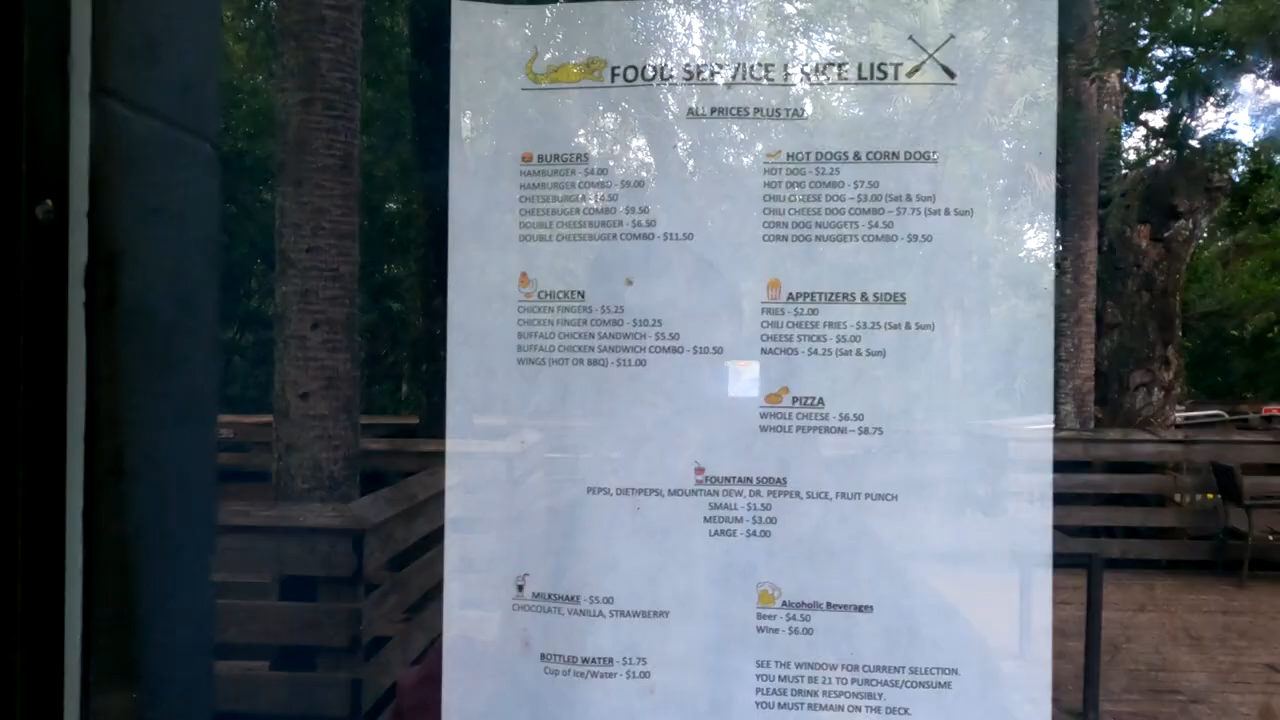 FOOD SERVICE PRICE LIST
ALL PRICES PLUS TAX
BURGERS
HAMBURGER - $4.00
HAMBURGER COMBO - $9.00
CHEESEBURGER - $4.50
CHEESEBUGER COMBO - $9.50
DOUBLE CHEESEBURGER - $6.50
DOUBLE CHEESEBUGER COMBO - $11.50
HOT DOGS & CORN DOGS
HOT DOG - $2.25
HOT DOG COMBO - $7.50
CHILI CHEESE DOG – $3.00 (Sat & Sun)
CHILI CHEESE DOG COMBO – $7.75 (Sat & Sun)
CORN DOG NUGGETS - $4.50
CORN DOG NUGGETS COMBO - $9.50
CHICKEN
CHICKEN FINGERS - $5.25
CHICKEN FINGER COMBO - $10.25
BUFFALO CHICKEN SANDWICH - $5.50
BUFFALO CHICKEN SANDWICH COMBO - $10.50
WINGS (HOT OR BBQ) - $11.00
APPETIZERS & SIDES
FRIES - $2.00
CHILI CHEESE FRIES - $3.25 (Sat & Sun)
CHEESE STICKS - $5.00
NACHOS - $4.25 (Sat & Sun)
PIZZA
WHOLE CHEESE - $6.50
WHOLE PEPPERONI – $8.75
FOUNTAIN SODAS
PEPSI, DIET PEPSI, MOUNTIAN DEW, DR. PEPPER, SLICE, FRUIT PUNCH
SMALL - $1.50
MEDIUM - $3.00
LARGE - $4.00
MILKSHAKE - $5.00
CHOCOLATE, VANILLA, STRAWBERRY
BOTTLED WATER - $1.75
Cup of Ice/Water - $1.00
Alcoholic Beverages
Beer - $4.50
Wine - $6.00
SEE THE WINDOW FOR CURRENT SELECTION.
YOU MUST BE 21 TO PURCHASE/CONSUME
PLEASE DRINK RESPONSIBLY.
YOU MUST REMAIN ON THE DECK.